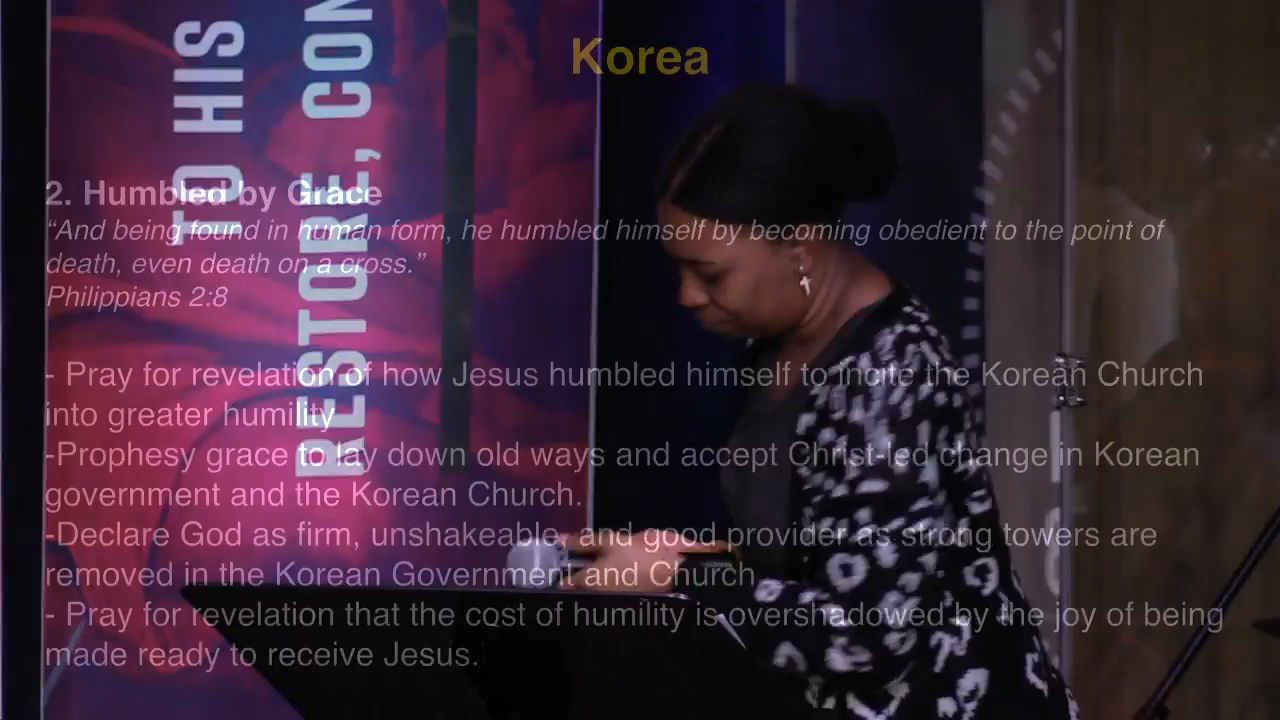 Korea
TO HIS
RESTORE, CON
2. Humbled by Grace
“And being found in human form, he humbled himself by becoming obedient to the point of
death, even death on a cross.”
Philippians 2:8
- Pray for revelation of how Jesus humbled himself to incite the Korean Church
into greater humility
-Prophesy grace to lay down old ways and accept Christ-led change in Korean
government and the Korean Church.
-Declare God as firm, unshakeable, and good provider as strong towers are
removed in the Korean Government and Church
- Pray for revelation that the cost of humility is overshadowed by the joy of being
made ready to receive Jesus.